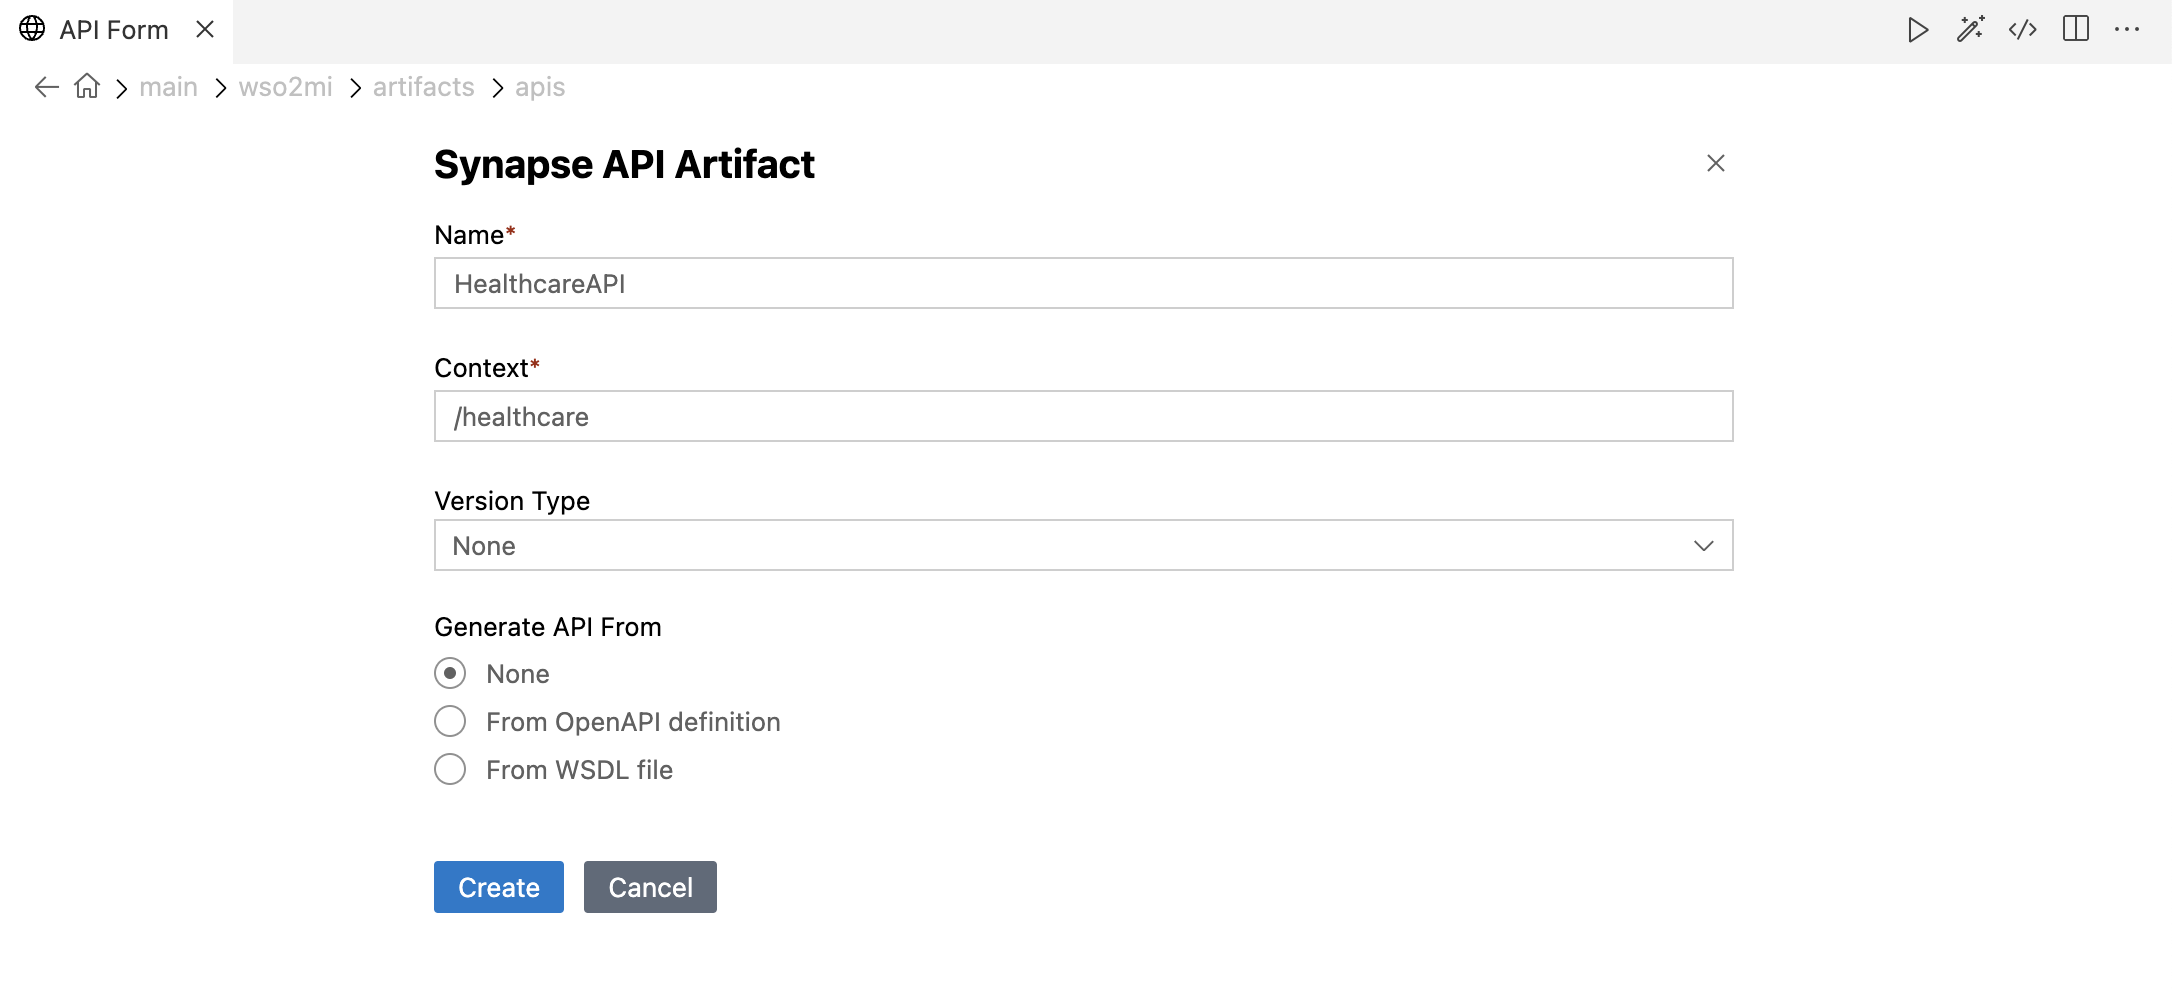 API Form
main wso2mi artifacts apis
Synapse API Artifact
Name*
HealthcareAPI
Context*
/healthcare
Version Type
None
Generate API From
None
From OpenAPI definition
From WSDL file
Create Cancel